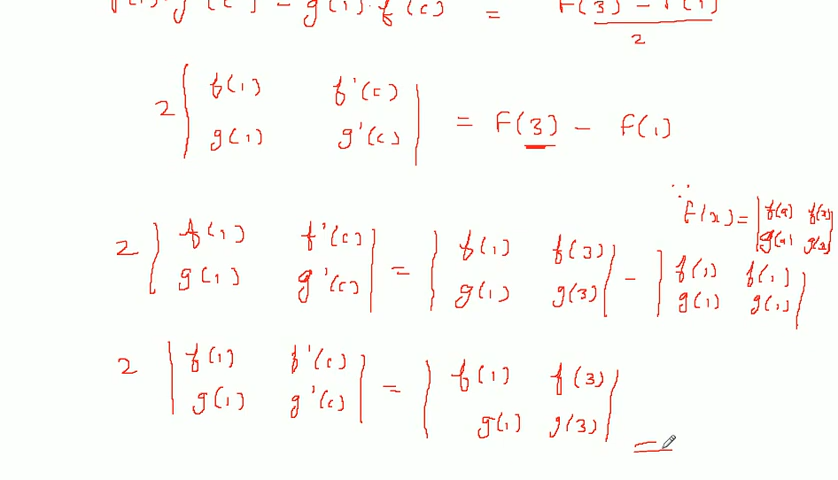 f(1) g'(c) - g(1) f'(c) = F(3) - F(1) / 2
2 | f(1) f'(c) |
| g(1) g'(c) | = F(3) - F(1)
∵ F(x) = | f(a) f(x) |
| g(a) g(x) |
2 | f(1) f'(c) | = | f(1) f(3) | - | f(1) f(1) |
| g(1) g'(c) | | g(1) g(3) | | g(1) g(1) |
2 | f(1) f'(c) | = | f(1) f(3) |
| g(1) g'(c) | | g(1) g(3) |